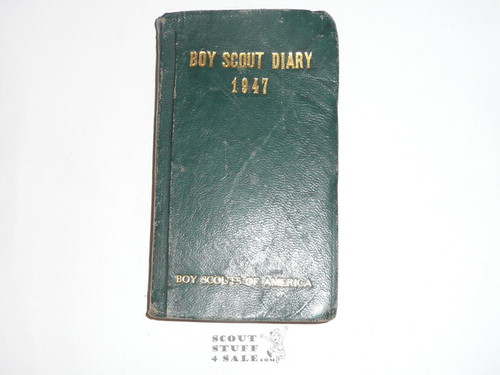 BOY SCOUT DIARY
1947
BOY SCOUTS OF AMERICA
SCOUT
STUFF
4 SALE.COM